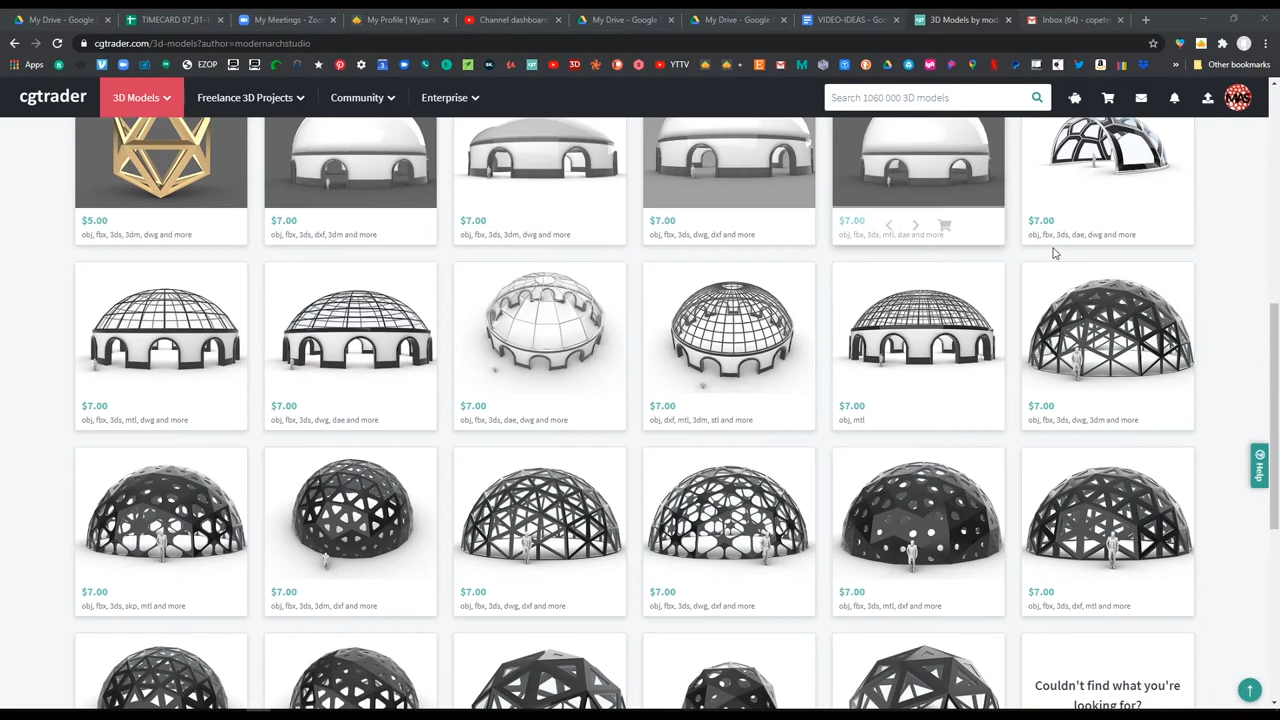 My Drive - Google E
TIMECARD 07_01-1
My Meetings - Zoo
My Profile | Wyzant
Channel dashboard
My Drive - Google E
My Drive - Google E
VIDEO-IDEAS - Goo
3D Models by mod
Inbox (64) - copete
cgtrader.com/3d-models?author=modernarchstudio
Apps
EZOP
YTTV
Other bookmarks
cgtrader
3D Models
Freelance 3D Projects
Community
Enterprise
Search 1060 000 3D models
$5.00
obj, fbx, 3ds, 3dm, dwg and more
$7.00
obj, fbx, 3ds, dxf, 3dm and more
$7.00
obj, fbx, 3ds, 3dm, dwg and more
$7.00
obj, fbx, 3ds, dwg, dxf and more
$7.00
obj, fbx, 3ds, mtl, dae and more
$7.00
obj, fbx, 3ds, dae, dwg and more
$7.00
obj, fbx, 3ds, mtl, dwg and more
$7.00
obj, fbx, 3ds, dwg, dae and more
$7.00
obj, fbx, 3ds, dae, dwg and more
$7.00
obj, dxf, mtl, 3dm, stl and more
$7.00
obj, mtl
$7.00
obj, fbx, 3ds, dwg, 3dm and more
$7.00
obj, fbx, 3ds, skp, mtl and more
$7.00
obj, fbx, 3ds, 3dm, dxf and more
$7.00
obj, fbx, 3ds, dwg, dxf and more
$7.00
obj, fbx, 3ds, dwg, dxf and more
$7.00
obj, fbx, 3ds, mtl, dxf and more
$7.00
obj, fbx, 3ds, dxf, mtl and more
Help
Couldn't find what you're
looking for?